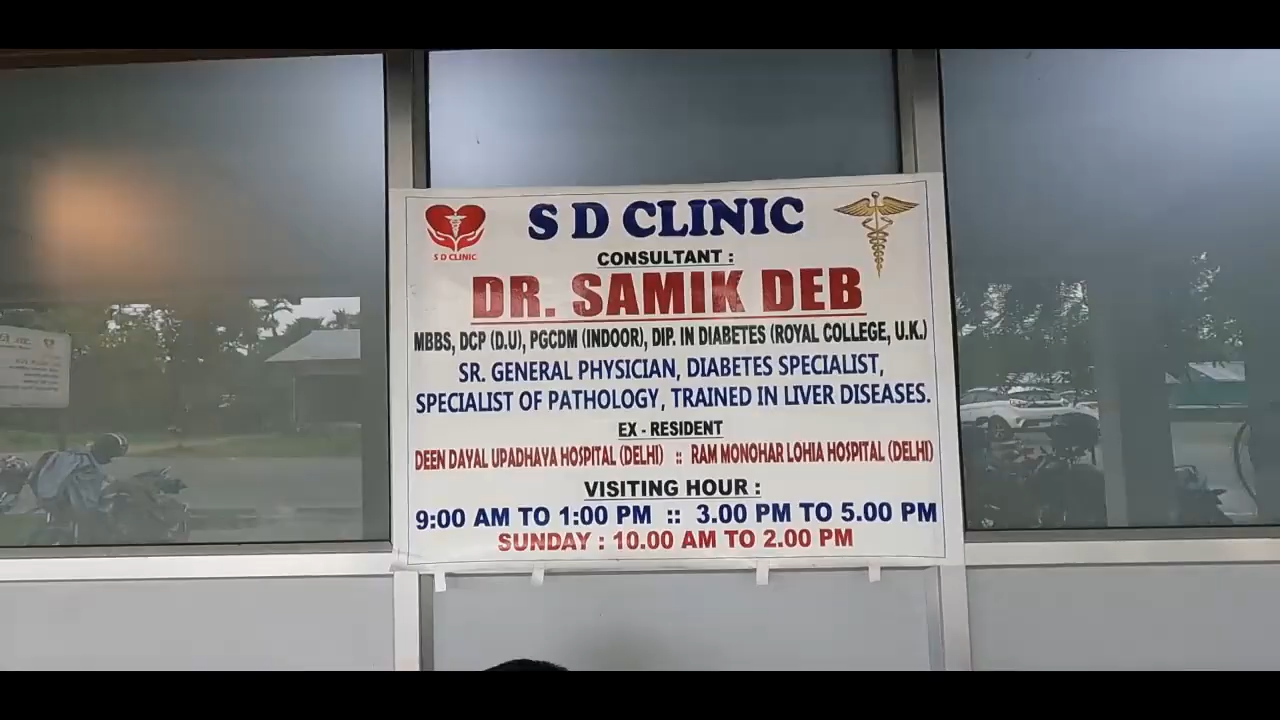 S D CLINIC
S D CLINIC
CONSULTANT :
DR. SAMIK DEB
MBBS, DCP (D.U), PGCDM (INDOOR), DIP. IN DIABETES (ROYAL COLLEGE, U.K.)
SR. GENERAL PHYSICIAN, DIABETES SPECIALIST,
SPECIALIST OF PATHOLOGY, TRAINED IN LIVER DISEASES.
EX - RESIDENT
DEEN DAYAL UPADHAYA HOSPITAL (DELHI) :: RAM MONOHAR LOHIA HOSPITAL (DELHI)
VISITING HOUR :
9:00 AM TO 1:00 PM :: 3.00 PM TO 5.00 PM
SUNDAY : 10.00 AM TO 2.00 PM